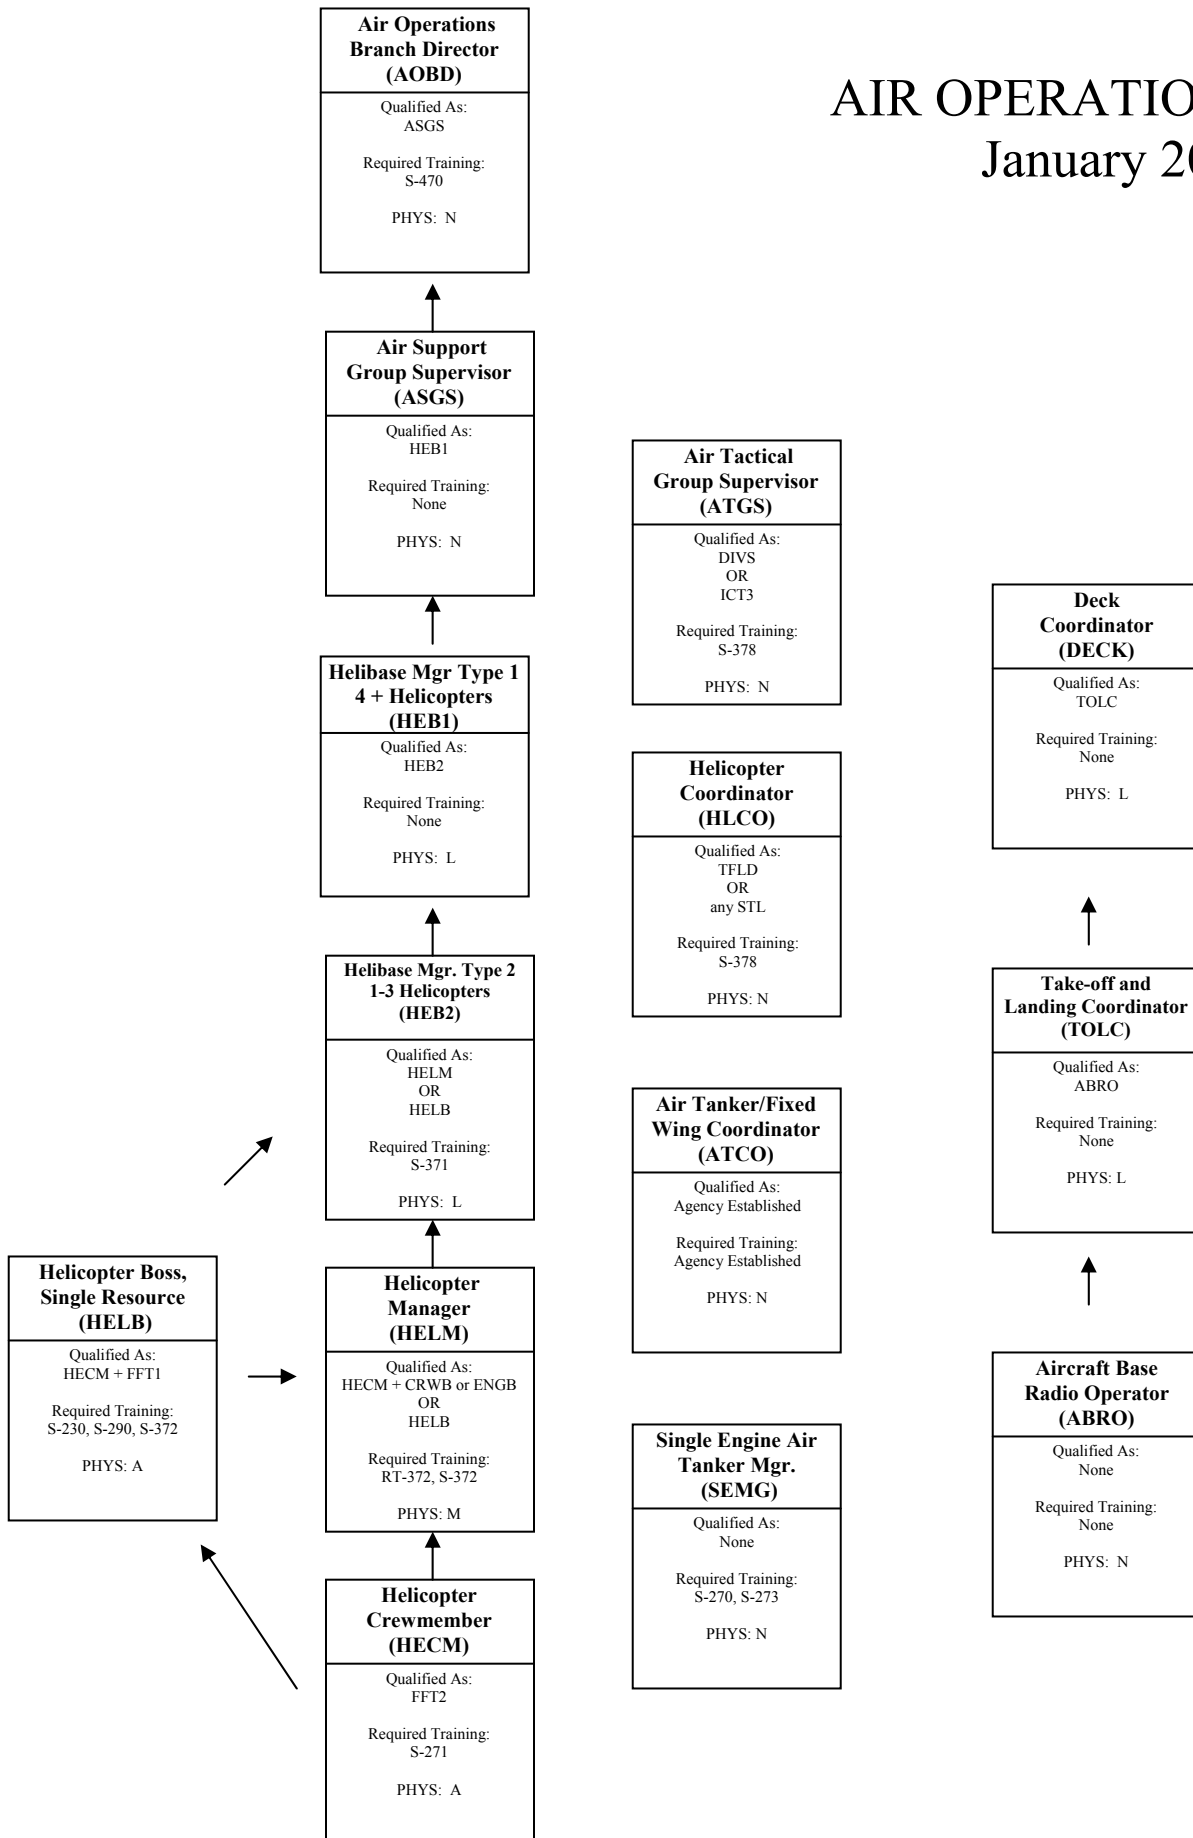 AIR OPERATIO
January 20
Air Operations
Branch Director
(AOBD)
Qualified As:
ASGS
Required Training:
S-470
PHYS: N
Air Support
Group Supervisor
(ASGS)
Qualified As:
HEB1
Required Training:
None
PHYS: N
Helibase Mgr Type 1
4 + Helicopters
(HEB1)
Qualified As:
HEB2
Required Training:
None
PHYS: L
Helibase Mgr. Type 2
1-3 Helicopters
(HEB2)
Qualified As:
HELM
OR
HELB
Required Training:
S-371
PHYS: L
Helicopter Boss,
Single Resource
(HELB)
Qualified As:
HECM + FFT1
Required Training:
S-230, S-290, S-372
PHYS: A
Helicopter
Manager
(HELM)
Qualified As:
HECM + CRWB or ENGB
OR
HELB
Required Training:
RT-372, S-372
PHYS: M
Helicopter
Crewmember
(HECM)
Qualified As:
FFT2
Required Training:
S-271
PHYS: A
Air Tactical
Group Supervisor
(ATGS)
Qualified As:
DIVS
OR
ICT3
Required Training:
S-378
PHYS: N
Helicopter
Coordinator
(HLCO)
Qualified As:
TFLD
OR
any STL
Required Training:
S-378
PHYS: N
Air Tanker/Fixed
Wing Coordinator
(ATCO)
Qualified As:
Agency Established
Required Training:
Agency Established
PHYS: N
Single Engine Air
Tanker Mgr.
(SEMG)
Qualified As:
None
Required Training:
S-270, S-273
PHYS: N
Deck
Coordinator
(DECK)
Qualified As:
TOLC
Required Training:
None
PHYS: L
Take-off and
Landing Coordinator
(TOLC)
Qualified As:
ABRO
Required Training:
None
PHYS: L
Aircraft Base
Radio Operator
(ABRO)
Qualified As:
None
Required Training:
None
PHYS: N